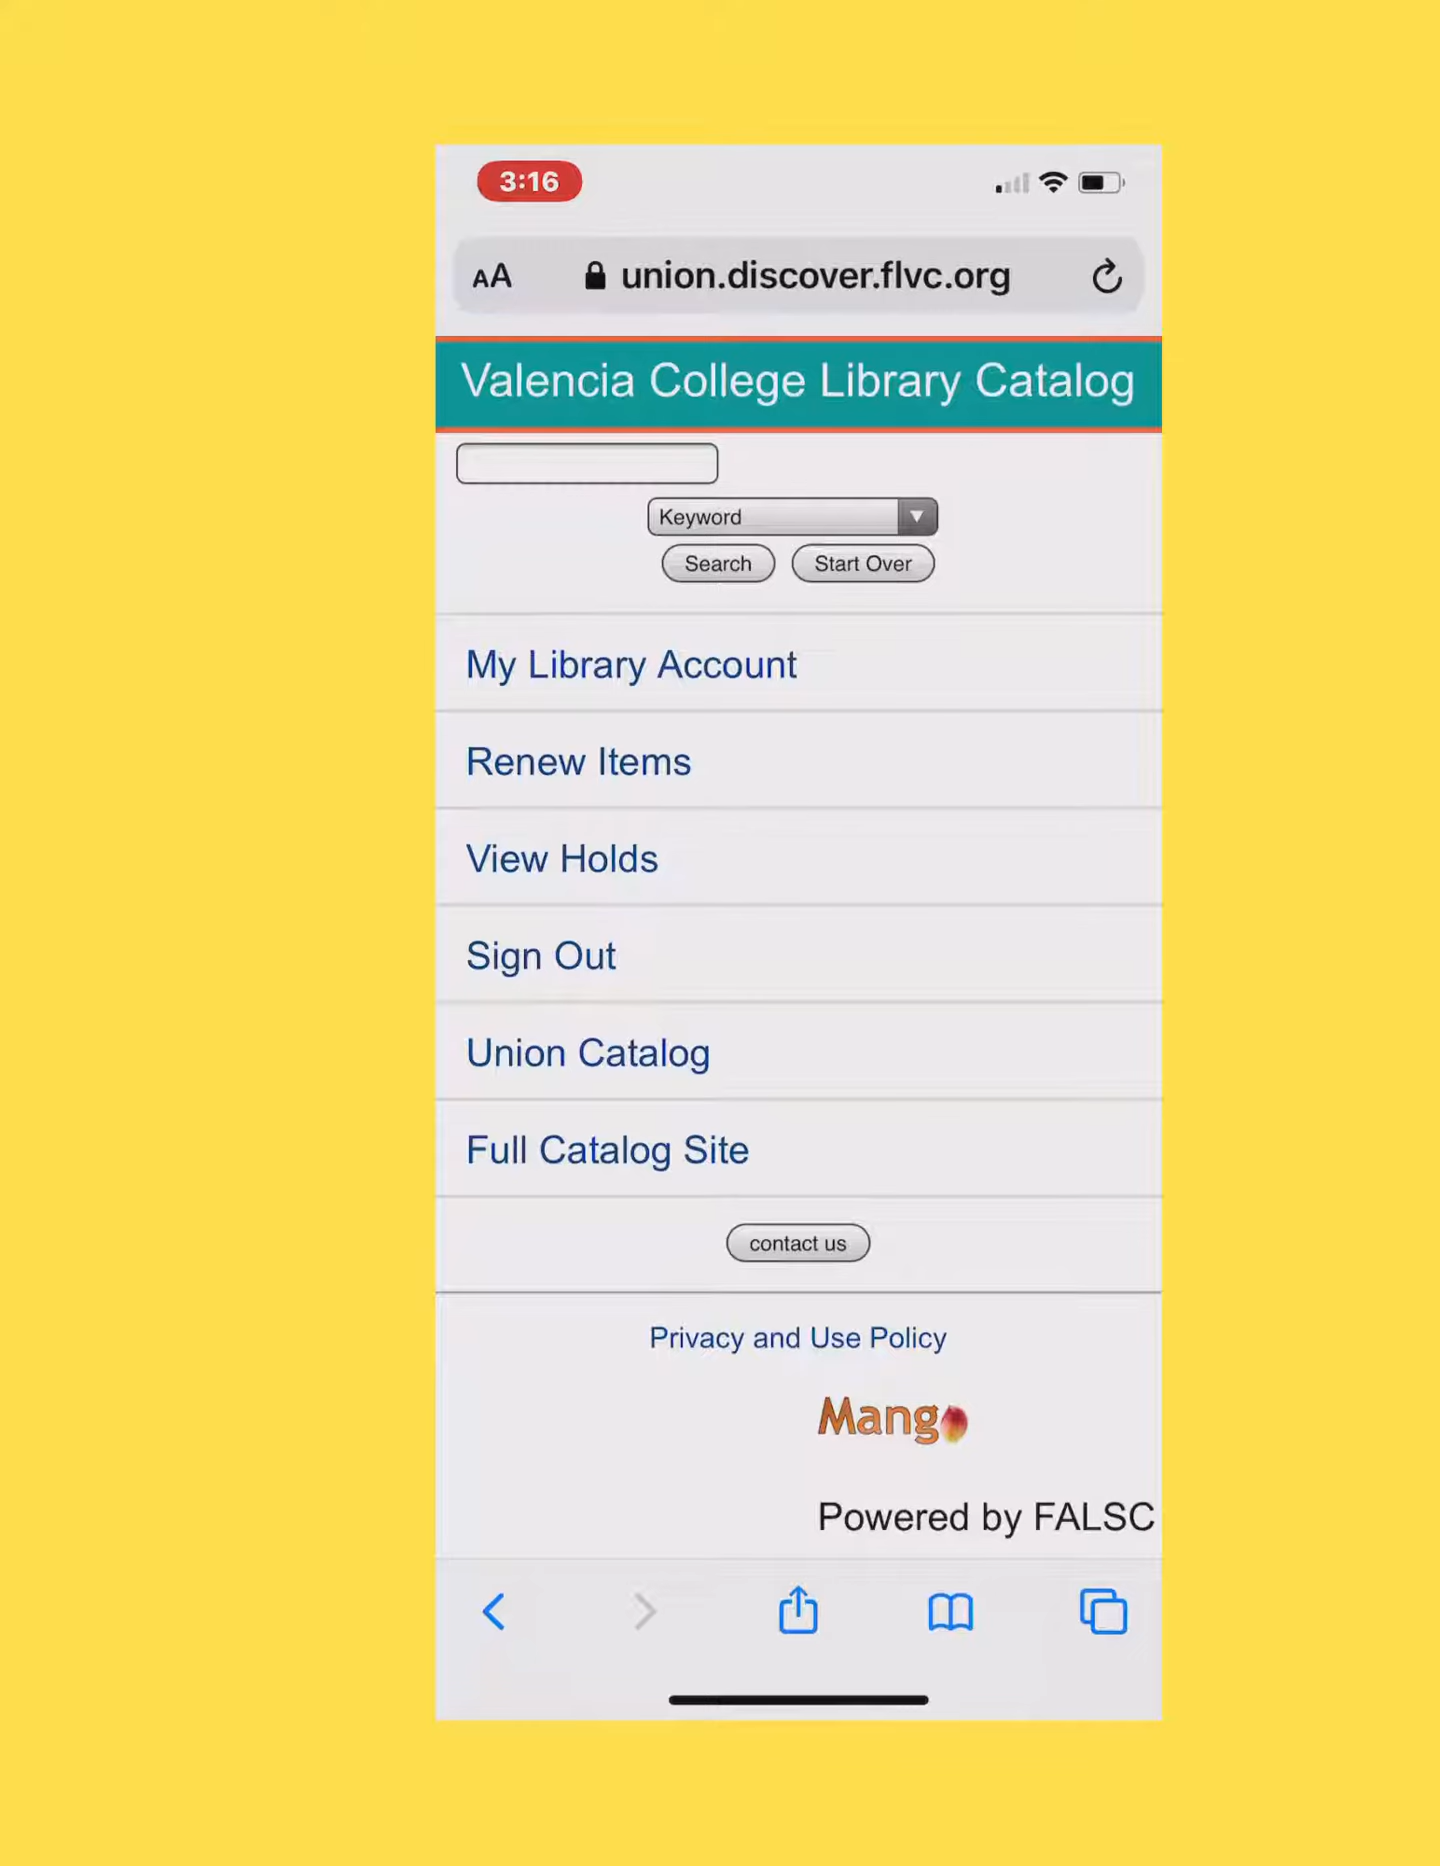 3:16
AA union.discover.flvc.org
Valencia College Library Catalog
Keyword
Search Start Over
My Library Account
Renew Items
View Holds
Sign Out
Union Catalog
Full Catalog Site
contact us
Privacy and Use Policy
Mango
Powered by FALSC